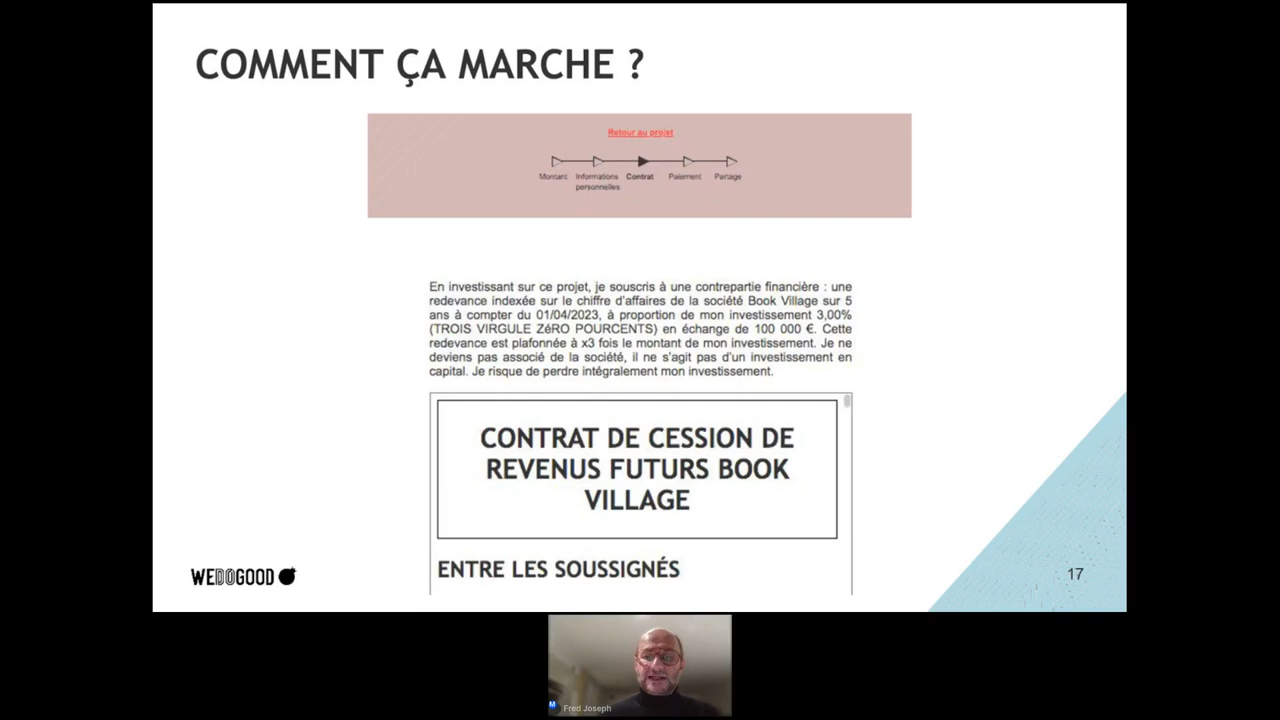 COMMENT ÇA MARCHE ?
Retour au projet
Montant Informations personnelles Contrat Paiement Partage
En investissant sur ce projet, je souscris à une contrepartie financière : une
redevance indexée sur le chiffre d'affaires de la société Book Village sur 5
ans à compter du 01/04/2023, à proportion de mon investissement 3,00%
(TROIS VIRGULE ZéRO POURCENTS) en échange de 100 000 €. Cette
redevance est plafonnée à x3 fois le montant de mon investissement. Je ne
deviens pas associé de la société, il ne s'agit pas d'un investissement en
capital. Je risque de perdre intégralement mon investissement.
CONTRAT DE CESSION DE
REVENUS FUTURS BOOK
VILLAGE
ENTRE LES SOUSSIGNÉS
WEDOGOOD
17
M Fred Joseph